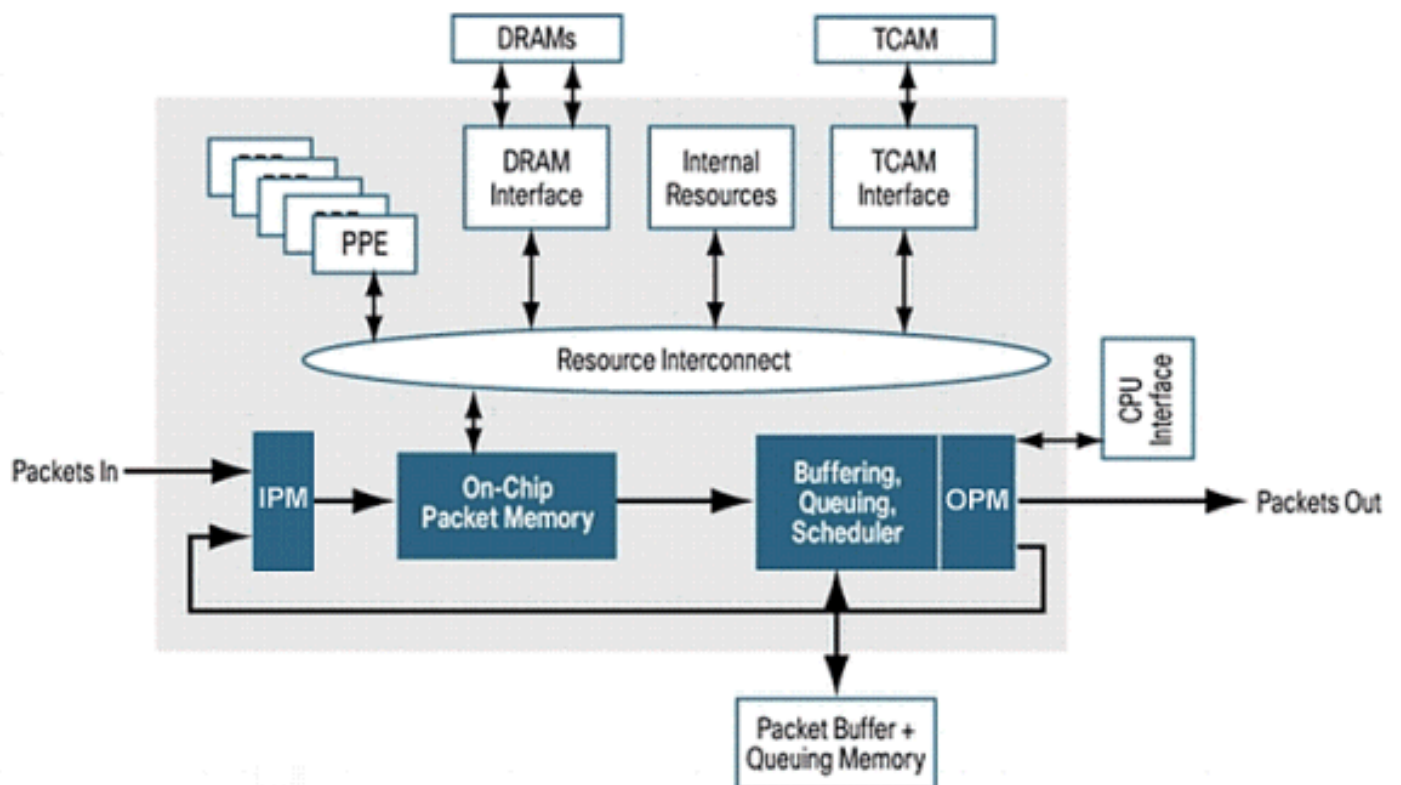 DRAMs
TCAM
DRAM
Interface
Internal
Resources
TCAM
Interface
PPE
Resource Interconnect
CPU
Interface
Packets In
IPM
On-Chip
Packet Memory
Buffering,
Queuing,
Scheduler
OPM
Packets Out
Packet Buffer +
Queuing Memory